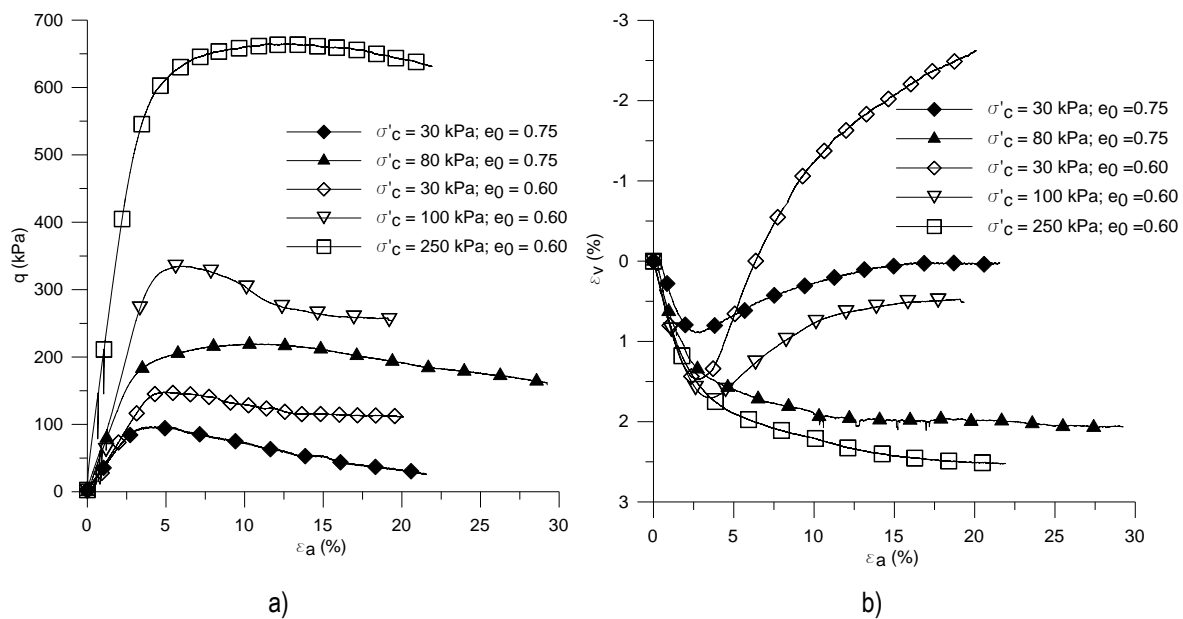 a)
700
600
500
400
300
200
100
0
q (kPa)
0 5 10 15 20 25 30
εa (%)
σ'c = 30 kPa; e0 = 0.75
σ'c = 80 kPa; e0 = 0.75
σ'c = 30 kPa; e0 = 0.60
σ'c = 100 kPa; e0 = 0.60
σ'c = 250 kPa; e0 = 0.60
a)
b)
-3
-2
-1
0
1
2
3
εv (%)
0 5 10 15 20 25 30
εa (%)
σ'c = 30 kPa; e0 =0.75
σ'c = 80 kPa; e0 =0.75
σ'c = 30 kPa; e0 =0.60
σ'c = 100 kPa; e0 =0.60
σ'c = 250 kPa; e0 =0.60
b)